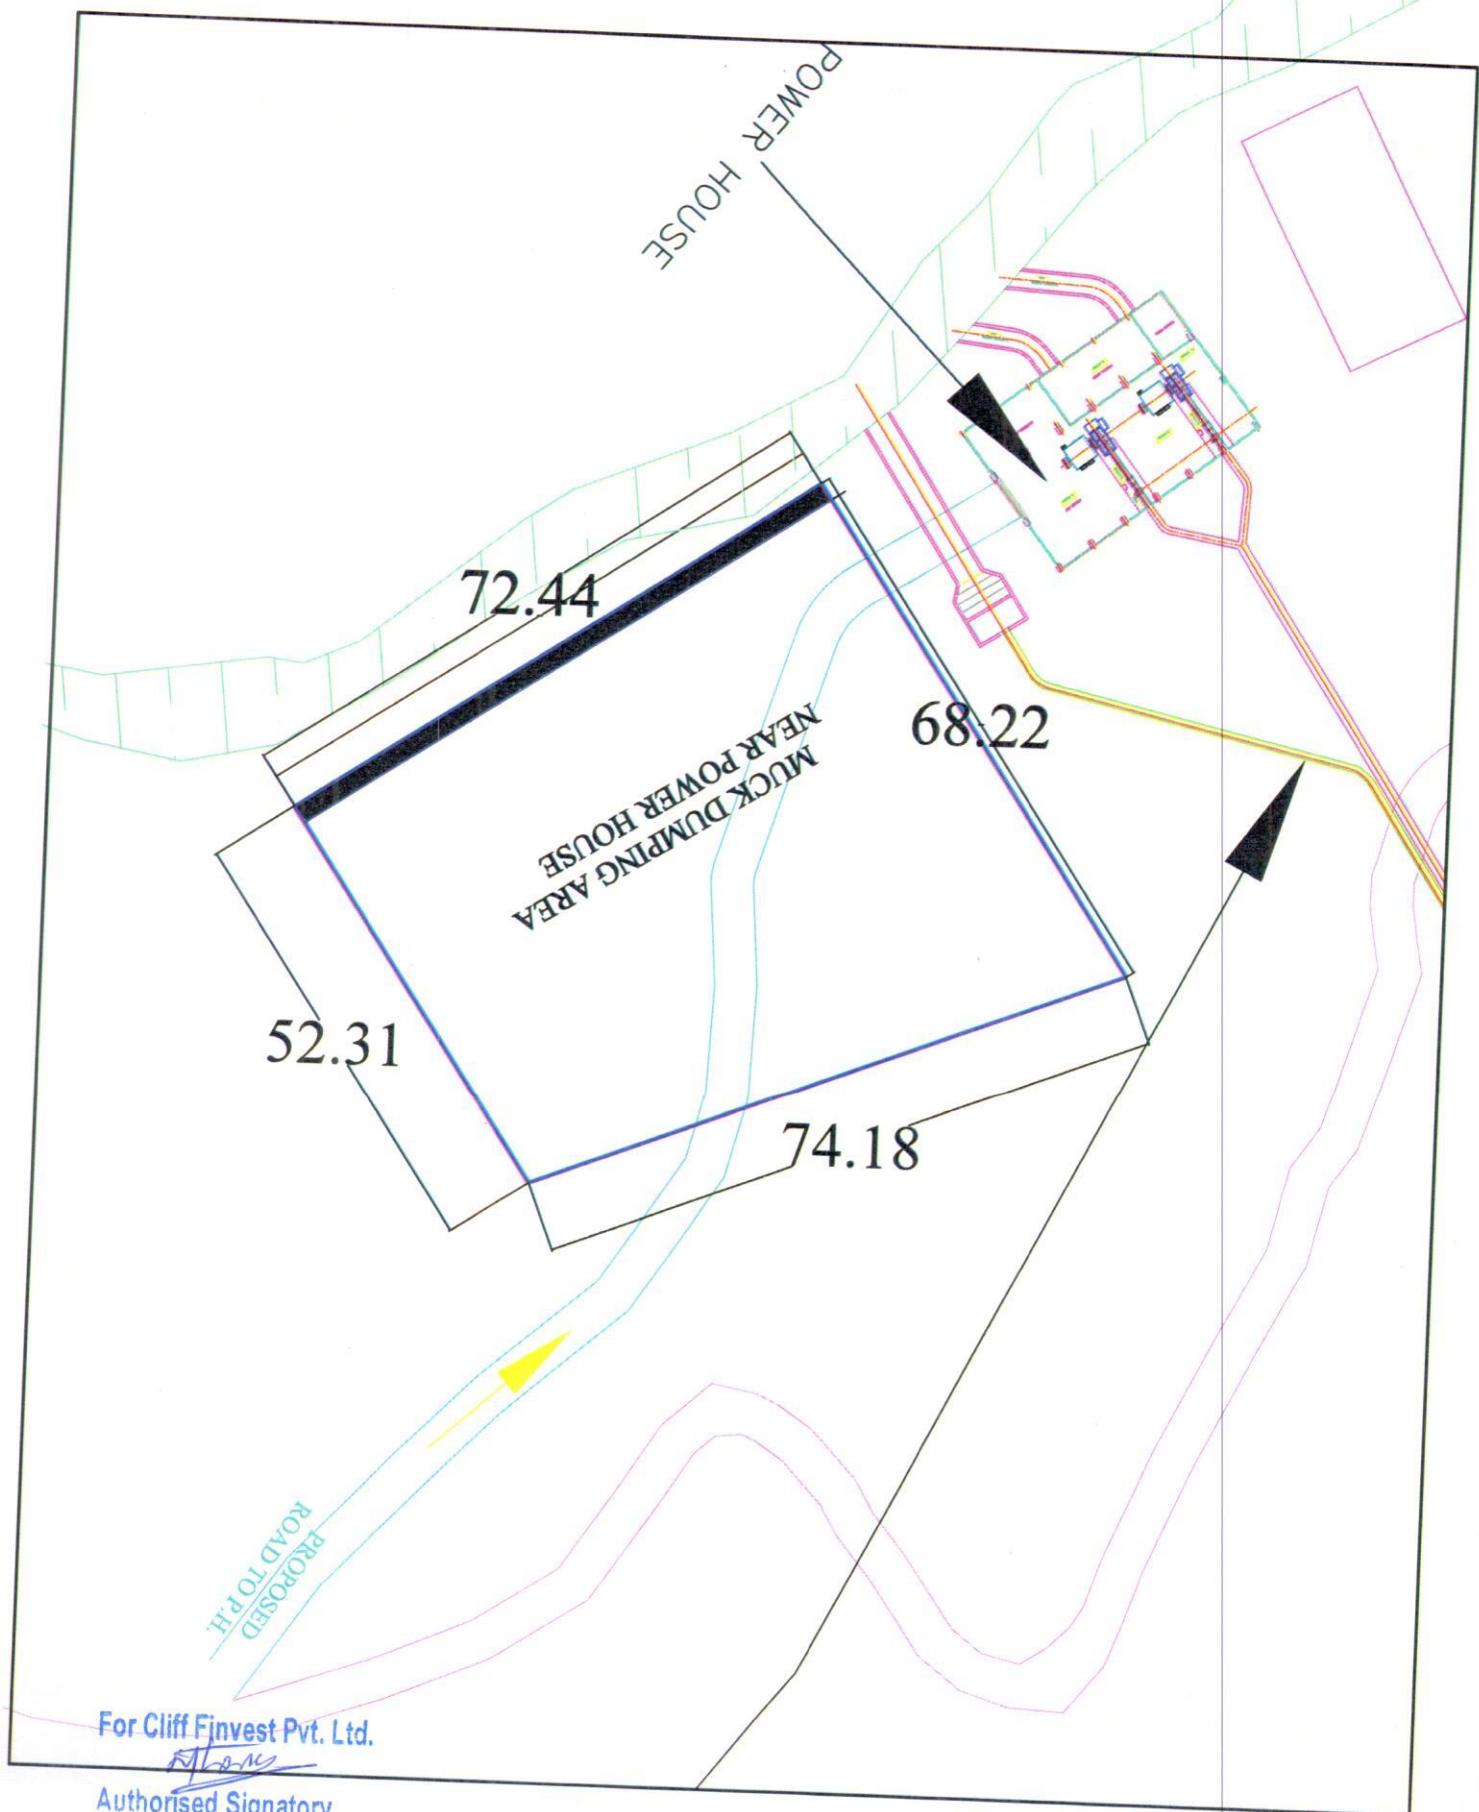 POWER HOUSE
72.44
68.22
MUCK DUMPING AREA
NEAR POWER HOUSE
52.31
74.18
PROPOSED
ROAD TO P.H.
For Cliff Finvest Pvt. Ltd.
Authorised Signatory